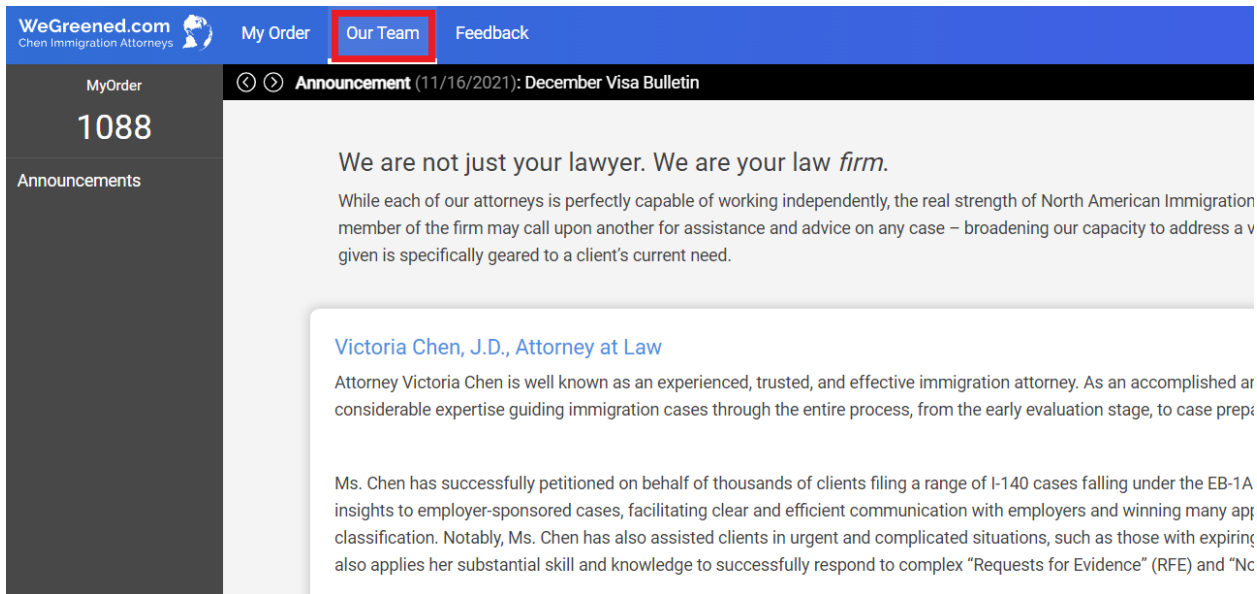 WeGreened.com
Chen Immigration Attorneys
My Order
Our Team
Feedback
MyOrder
1088
Announcements
Announcement (11/16/2021): December Visa Bulletin
We are not just your lawyer. We are your law firm.
While each of our attorneys is perfectly capable of working independently, the real strength of North American Immigration
member of the firm may call upon another for assistance and advice on any case – broadening our capacity to address a v
given is specifically geared to a client's current need.
Victoria Chen, J.D., Attorney at Law
Attorney Victoria Chen is well known as an experienced, trusted, and effective immigration attorney. As an accomplished an
considerable expertise guiding immigration cases through the entire process, from the early evaluation stage, to case prepa
Ms. Chen has successfully petitioned on behalf of thousands of clients filing a range of I-140 cases falling under the EB-1A
insights to employer-sponsored cases, facilitating clear and efficient communication with employers and winning many app
classification. Notably, Ms. Chen has also assisted clients in urgent and complicated situations, such as those with expiring
also applies her substantial skill and knowledge to successfully respond to complex “Requests for Evidence” (RFE) and “No